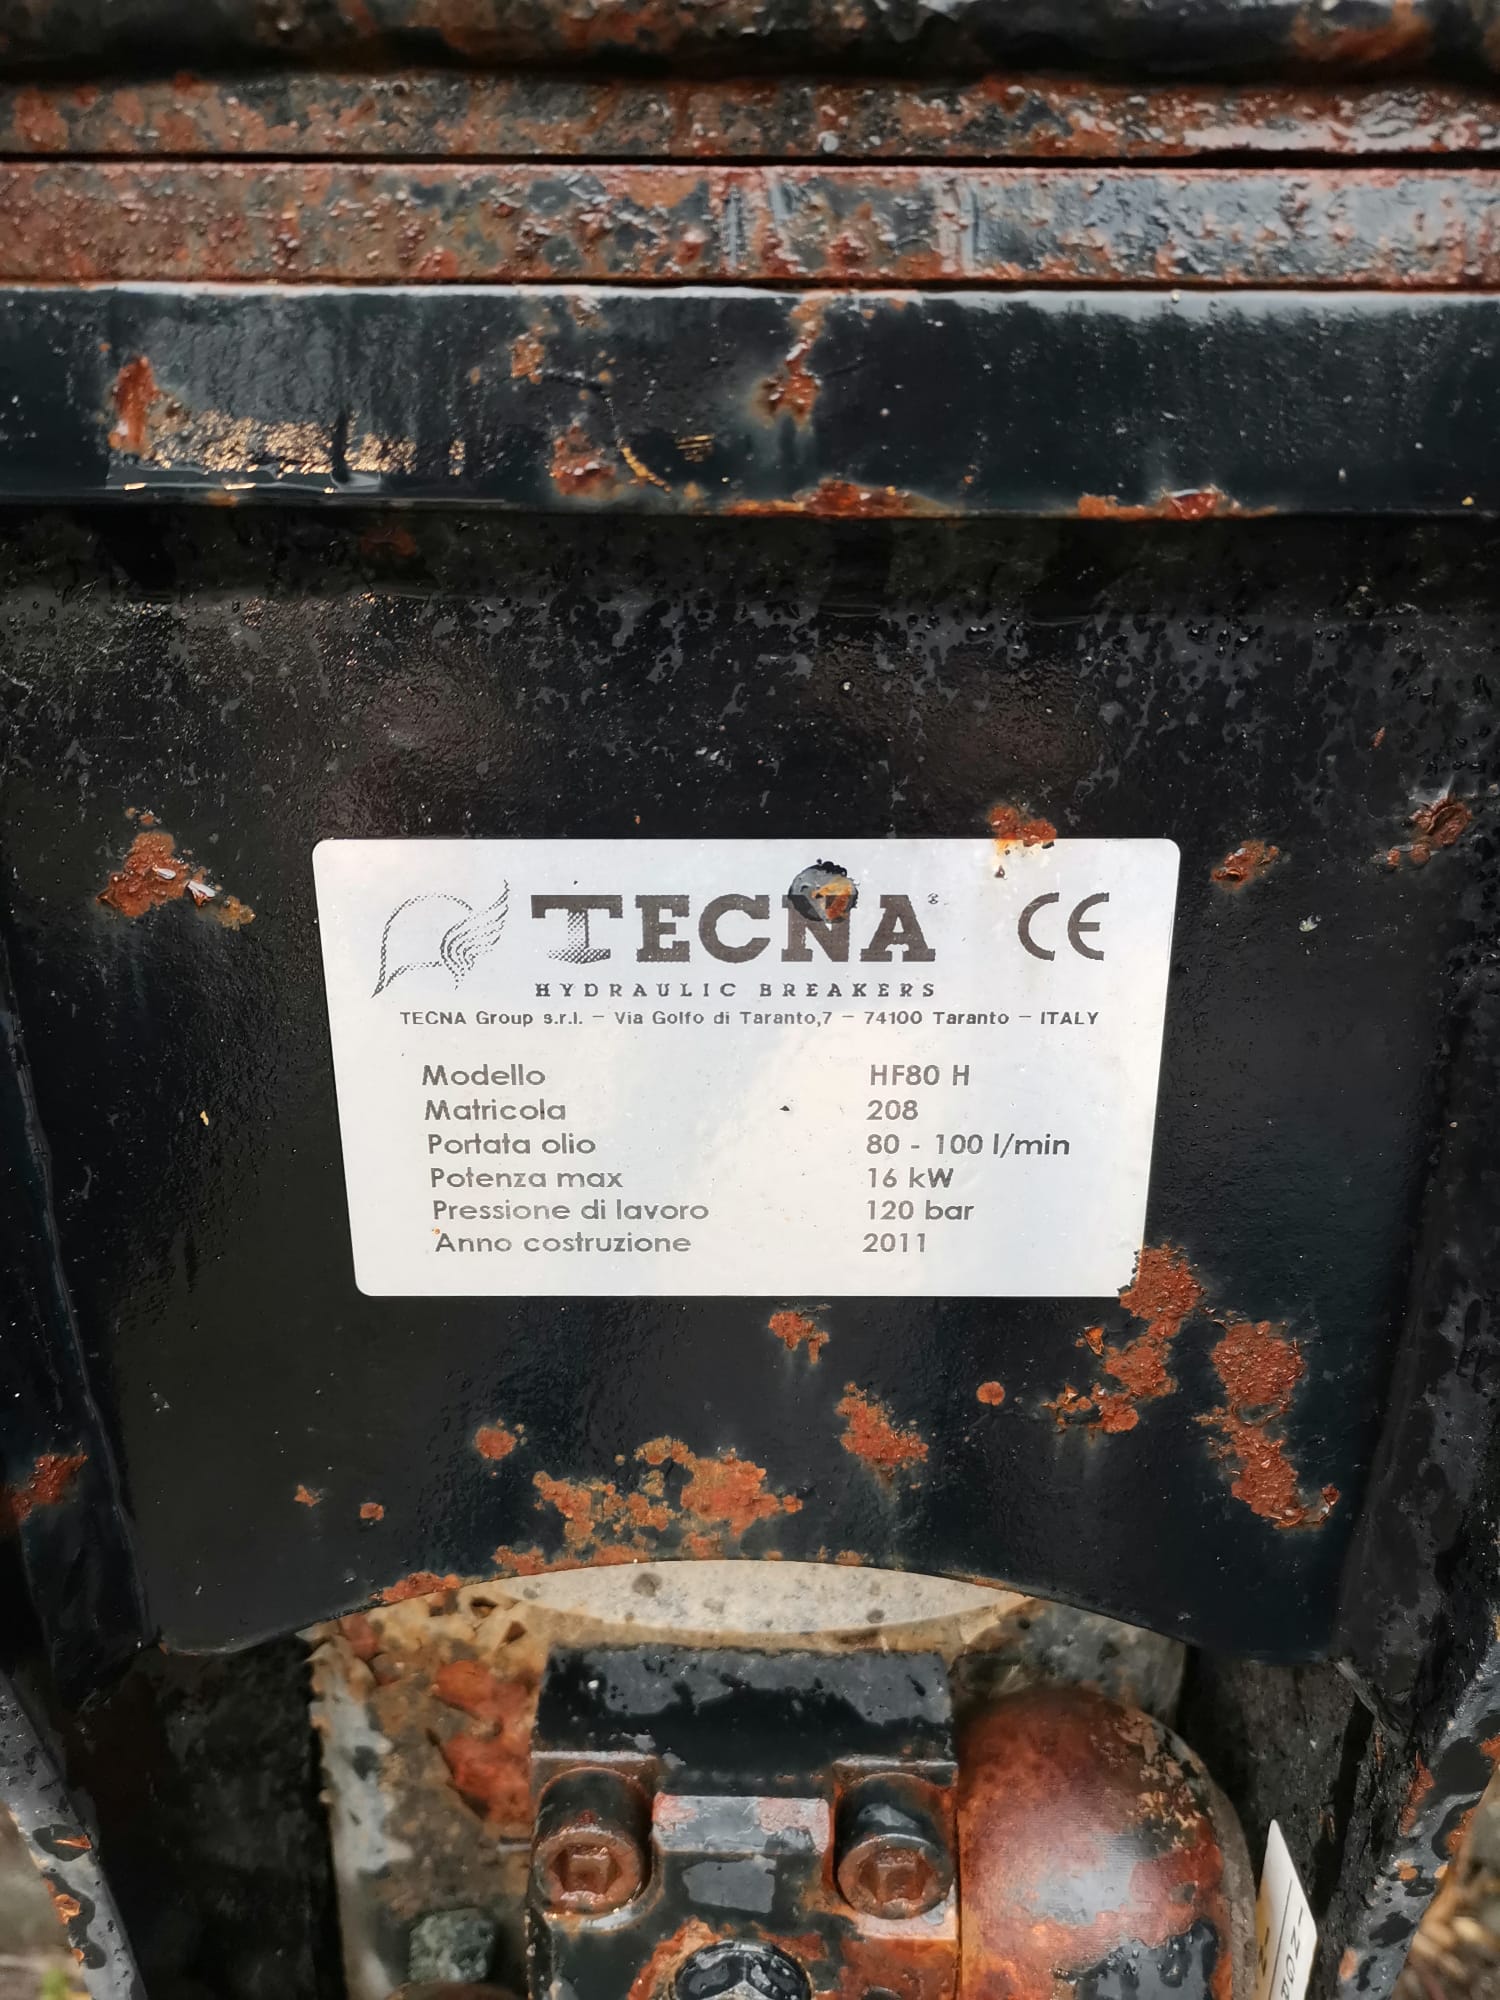 TECNA®
CE
HYDRAULIC BREAKERS
TECNA Group s.r.l. – Via Golfo di Taranto,7 – 74100 Taranto – ITALY
Modello HF80 H
Matricola 208
Portata olio 80 - 100 l/min
Potenza max 16 kW
Pressione di lavoro 120 bar
Anno costruzione 2011